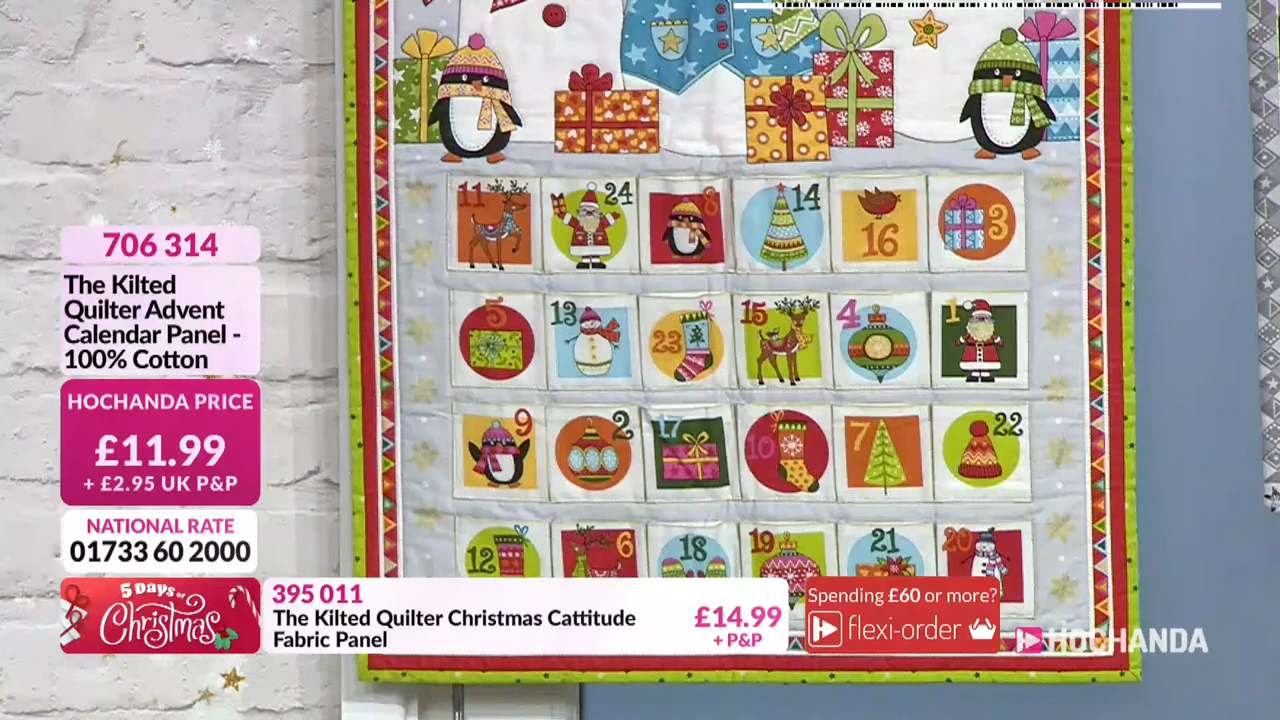 11
24
8
14
16
3
706 314
The Kilted
Quilter Advent
Calendar Panel -
100% Cotton
5
13
23
15
4
1
HOCHANDA PRICE
£11.99
+ £2.95 UK P&P
9
2
17
10
7
22
NATIONAL RATE
01733 60 2000
12
6
18
19
21
20
5 Days of
Christmas
395 011
The Kilted Quilter Christmas Cattitude
Fabric Panel
£14.99
+ P&P
Spending £60 or more?
flexi-order
HOCHANDA